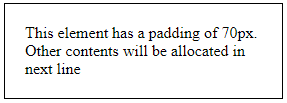 This element has a padding of 70px.
Other contents will be allocated in
next line